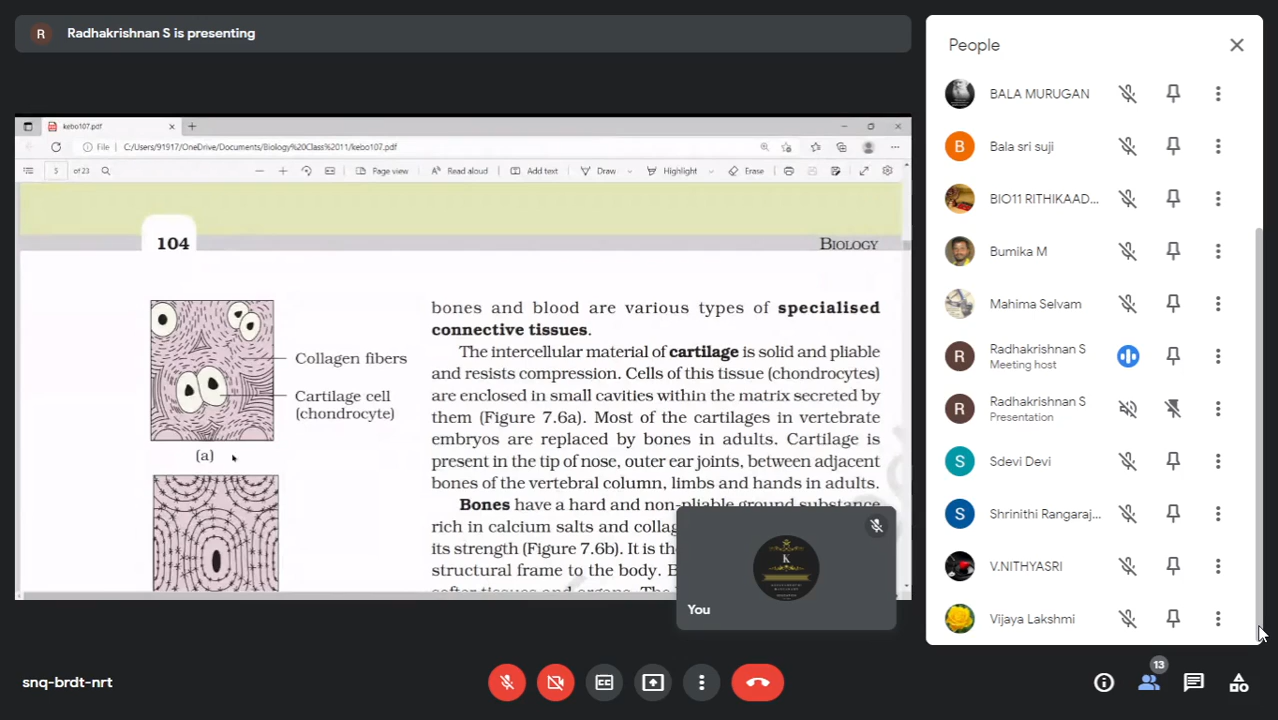 R
Radhakrishnan S is presenting
kebo107.pdf
File
C:/Users/91917/OneDrive/Documents/Biology%20Class%2011/kebo107.pdf
5
of 23
Page view
Read aloud
Add text
Draw
Highlight
Erase
104
BIOLOGY
Collagen fibers
Cartilage cell
(chondrocyte)
(a)
bones and blood are various types of specialised
connective tissues.
The intercellular material of cartilage is solid and pliable
and resists compression. Cells of this tissue (chondrocytes)
are enclosed in small cavities within the matrix secreted by
them (Figure 7.6a). Most of the cartilages in vertebrate
embryos are replaced by bones in adults. Cartilage is
present in the tip of nose, outer ear joints, between adjacent
bones of the vertebral column, limbs and hands in adults.
Bones have a hard and non-pliable ground substance
rich in calcium salts and collag
its strength (Figure 7.6b). It is the
structural frame to the body. B
K
You
People
BALA MURUGAN
B
Bala sri suji
BIO11 RITHIKAAD...
Bumika M
Mahima Selvam
R
Radhakrishnan S
Meeting host
R
Radhakrishnan S
Presentation
S
Sdevi Devi
S
Shrinithi Rangaraj...
V.NITHYASRI
Vijaya Lakshmi
snq-brdt-nrt
CC
13